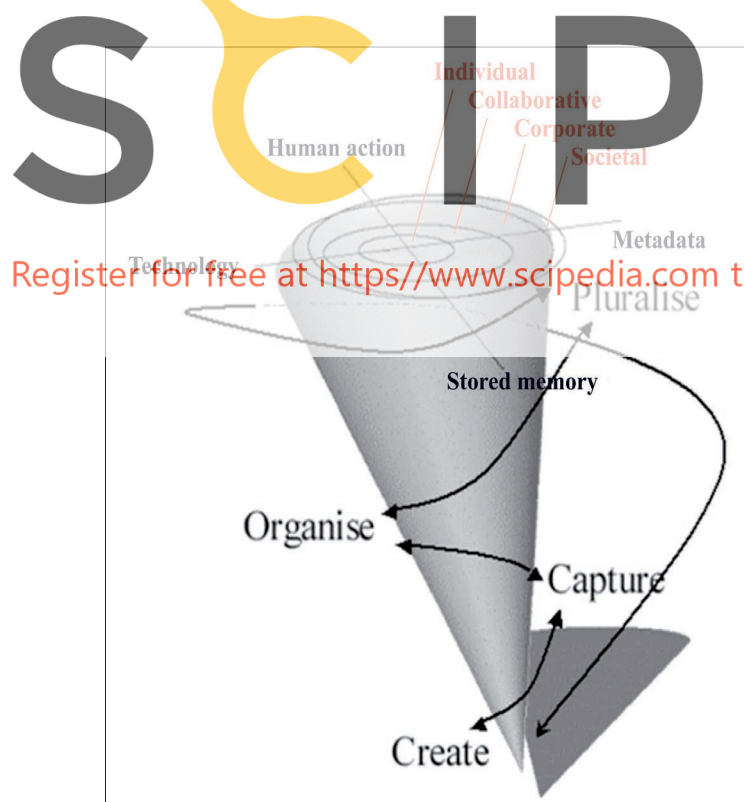 SCIP
Individual
Collaborative
Corporate
Societal
Human action
Metadata
Technology
Register for free at https//www.scipedia.com t
Pluralise
Stored memory
Organise
Capture
Create